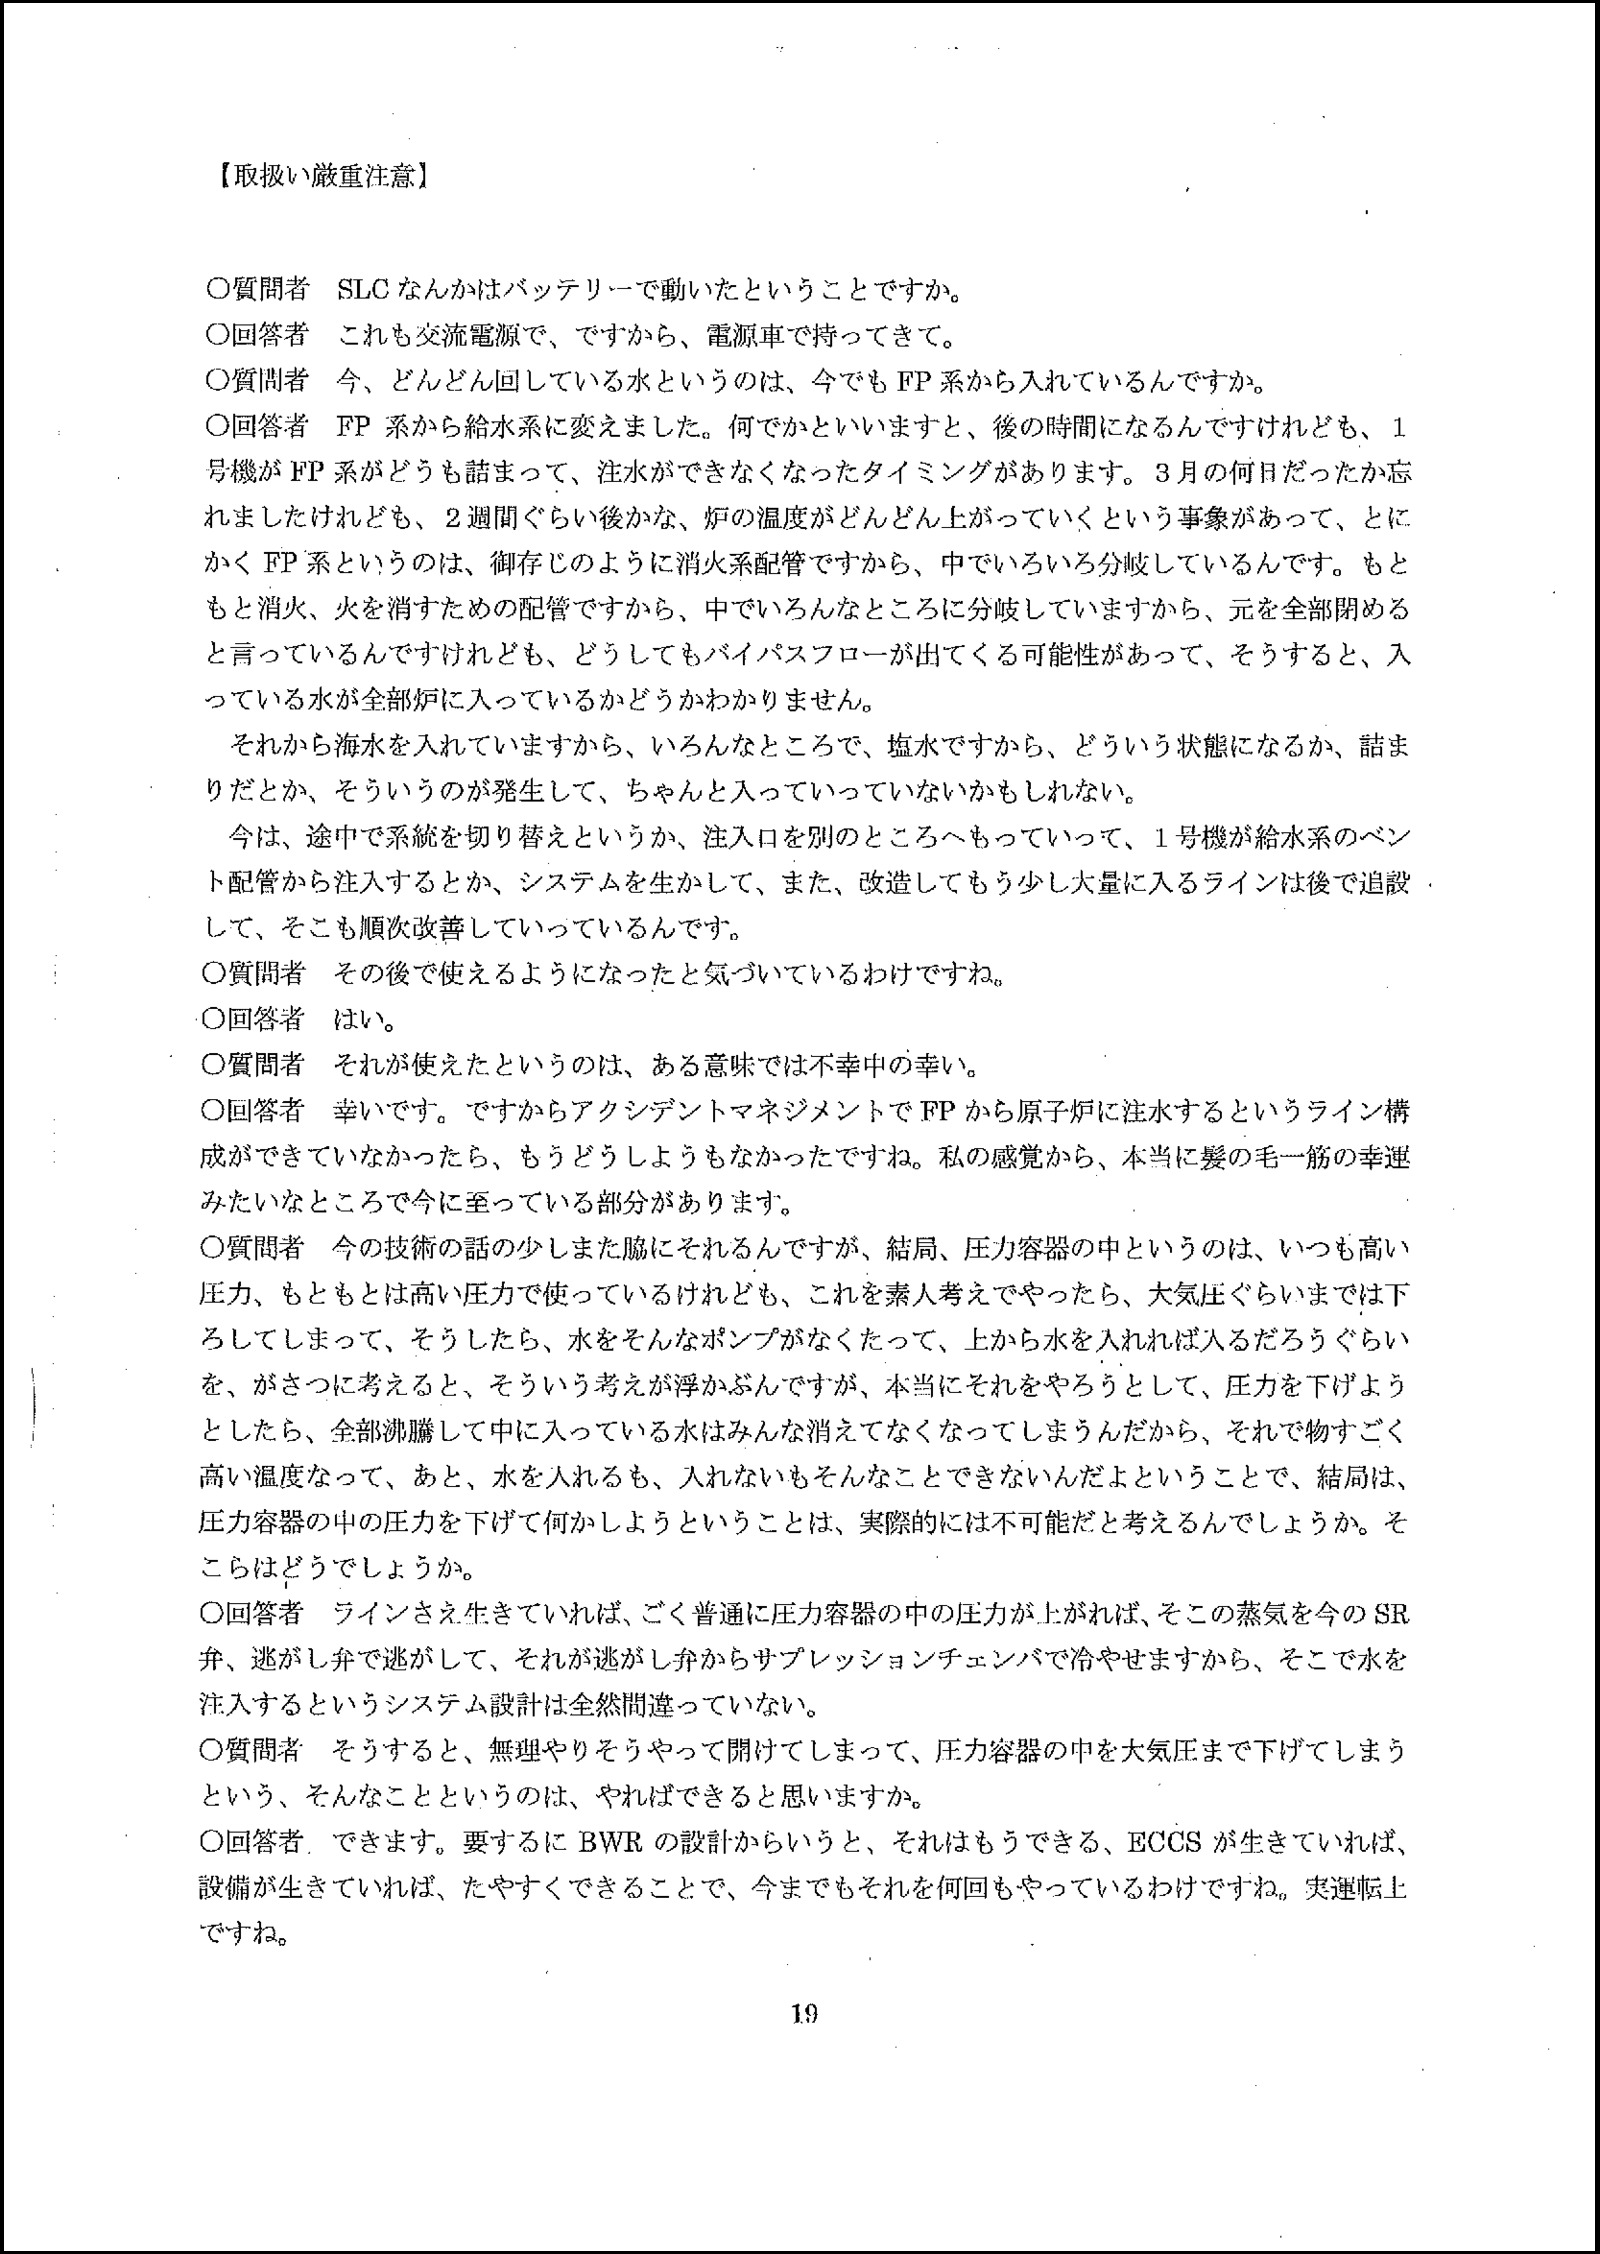 【取扱い厳重注意】
○質問者　SLC なんかはバッテリーで動いたということですか。
○回答者　これも交流電源で、ですから、電源車で持ってきて。
○質問者　今、どんどん回している水というのは、今でも FP 系から入れているんですか。
○回答者　FP 系から給水系に変えました。何でかといいますと、後の時間になるんですけれども、１
号機が FP 系がどうも詰まって、注水ができなくなったタイミングがあります。３月の何日だったか忘
れましたけれども、２週間ぐらい後かな、炉の温度がどんどん上がっていくという事象があって、とに
かく FP 系というのは、御存じのように消火系配管ですから、中でいろいろ分岐しているんです。もと
もと消火、火を消すための配管ですから、中でいろんなところに分岐していますから、元を全部閉める
と言っているんですけれども、どうしてもバイパスフローが出てくる可能性があって、そうすると、入
っている水が全部炉に入っているかどうかわかりません。
　それから海水を入れていますから、いろんなところで、塩水ですから、どういう状態になるか、詰ま
りだとか、そういうのが発生して、ちゃんと入っていっていないかもしれない。
　今は、途中で系統を切り替えというか、注入口を別のところへもっていって、１号機が給水系のベン
ト配管から注入するとか、システムを生かして、また、改造してもう少し大量に入るラインは後で追設
して、そこも順次改善していっているんです。
○質問者　その後で使えるようになったと気づいているわけですね。
○回答者　はい。
○質問者　それが使えたというのは、ある意味では不幸中の幸い。
○回答者　幸いです。ですからアクシデントマネジメントで FP から原子炉に注水するというライン構
成ができていなかったら、もうどうしようもなかったですね。私の感覚から、本当に髪の毛一筋の幸運
みたいなところで今に至っている部分があります。
○質問者　今の技術の話の少しまた脇にそれるんですが、結局、圧力容器の中というのは、いつも高い
圧力、もともとは高い圧力で使っているけれども、これを素人考えでやったら、大気圧ぐらいまでは下
ろしてしまって、そうしたら、水をそんなポンプがなくたって、上から水を入れれば入るだろうぐらい
を、がさつに考えると、そういう考えが浮かぶんですが、本当にそれをやろうとして、圧力を下げよう
としたら、全部沸騰して中に入っている水はみんな消えてなくなってしまうんだから、それで物すごく
高い温度なって、あと、水を入れるも、入れないもそんなことできないんだよということで、結局は、
圧力容器の中の圧力を下げて何かしようということは、実際的には不可能だと考えるんでしょうか。そ
こらはどうでしょうか。
○回答者　ラインさえ生きていれば、ごく普通に圧力容器の中の圧力が上がれば、そこの蒸気を今の SR
弁、逃がし弁で逃がして、それが逃がし弁からサプレッションチェンバで冷やせますから、そこで水を
注入するというシステム設計は全然間違っていない。
○質問者　そうすると、無理やりそうやって開けてしまって、圧力容器の中を大気圧まで下げてしまう
という、そんなことというのは、やればできると思いますか。
○回答者　できます。要するに BWR の設計からいうと、それはもうできる、ECCS が生きていれば、
設備が生きていれば、たやすくできることで、今までもそれを何回もやっているわけですね。実運転上
ですね。
19